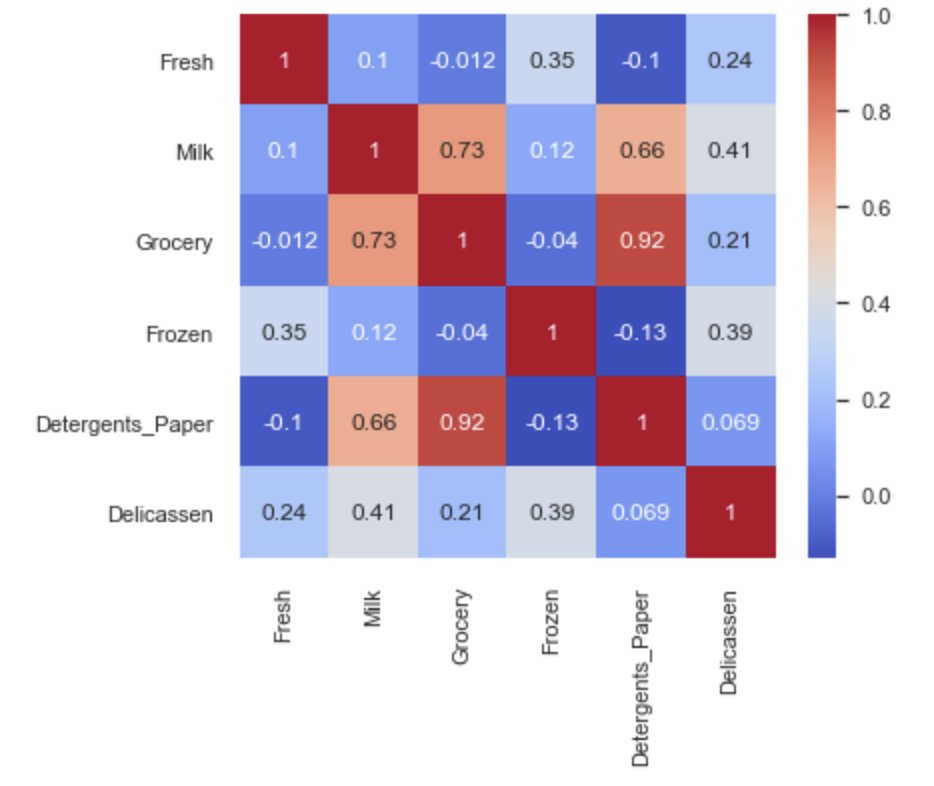 Fresh 1 0.1 -0.012 0.35 -0.1 0.24
Milk 0.1 1 0.73 0.12 0.66 0.41
Grocery -0.012 0.73 1 -0.04 0.92 0.21
Frozen 0.35 0.12 -0.04 1 -0.13 0.39
Detergents_Paper -0.1 0.66 0.92 -0.13 1 0.069
Delicassen 0.24 0.41 0.21 0.39 0.069 1
Fresh
Milk
Grocery
Frozen
Detergents_Paper
Delicassen
1.0
0.8
0.6
0.4
0.2
0.0